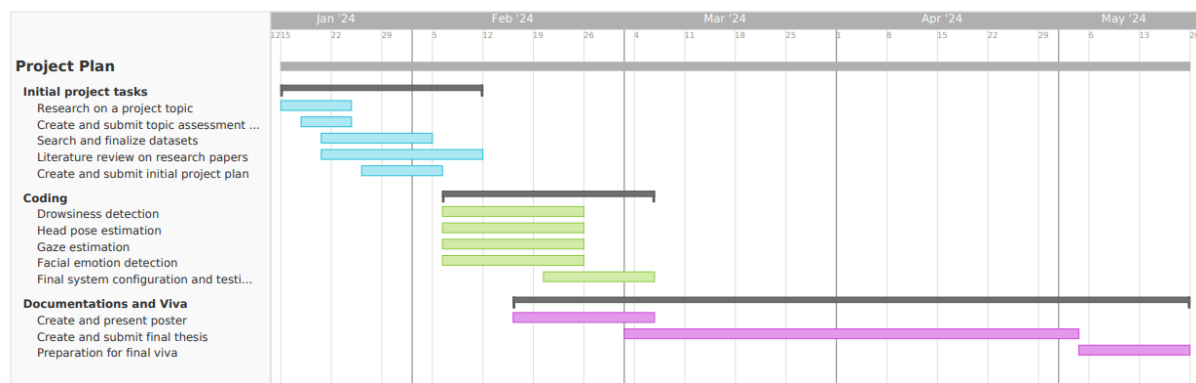 Jan '24 Feb '24 Mar '24 Apr '24 May '24
12 15 22 29 5 12 19 26 4 11 18 25 1 8 15 22 29 6 13 20
Project Plan
Initial project tasks
Research on a project topic
Create and submit topic assessment ...
Search and finalize datasets
Literature review on research papers
Create and submit initial project plan
Coding
Drowsiness detection
Head pose estimation
Gaze estimation
Facial emotion detection
Final system configuration and testi...
Documentations and Viva
Create and present poster
Create and submit final thesis
Preparation for final viva